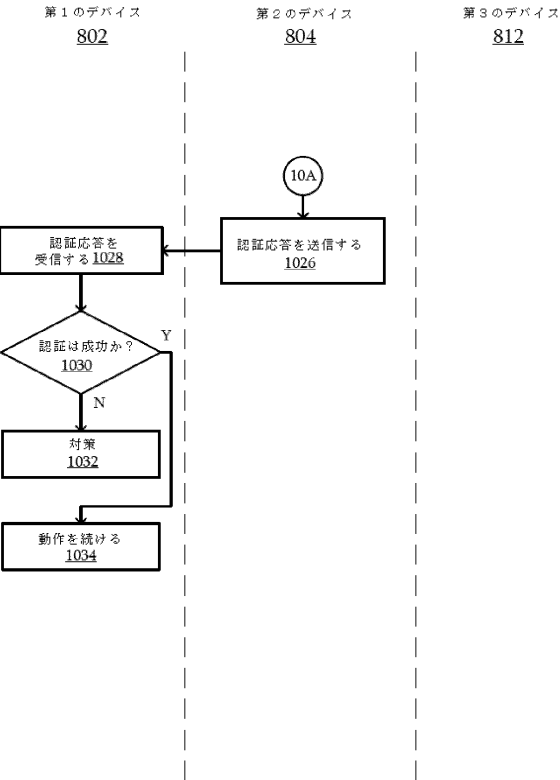 第1のデバイス
802
第2のデバイス
804
第3のデバイス
812
10A
認証応答を送信する
1026
認証応答を
受信する 1028
認証は成功か?
1030
Y
N
対策
1032
動作を続ける
1034